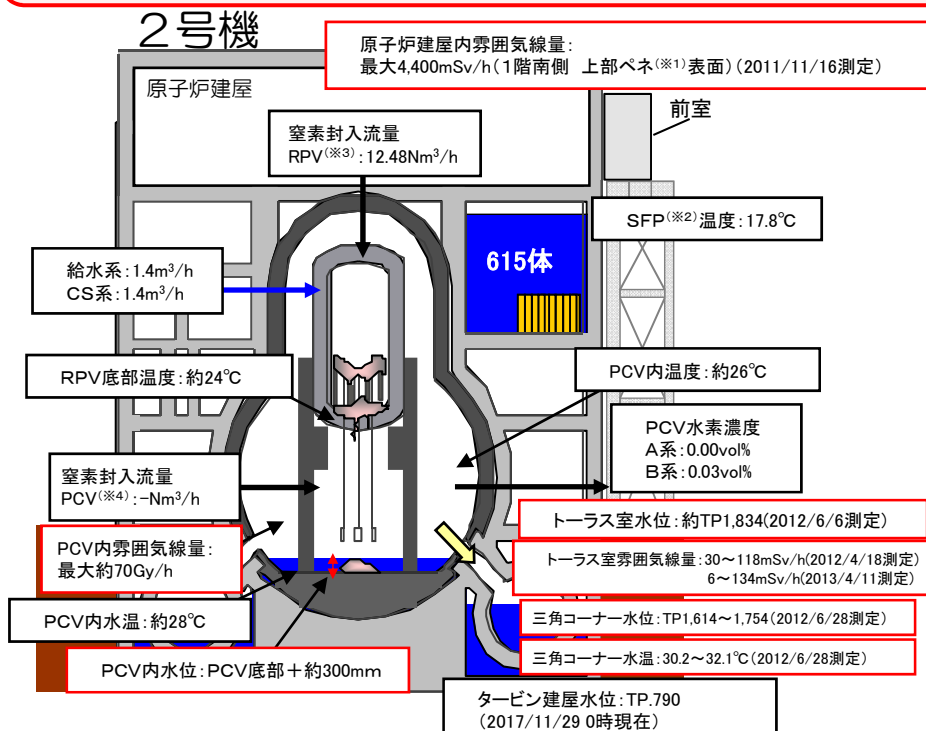 2号機
原子炉建屋内雰囲気線量:
最大4,400mSv/h(1階南側 上部ペネ(※1)表面)(2011/11/16測定)
原子炉建屋
前室
窒素封入流量
RPV(※3):12.48Nm³/h
SFP(※2)温度:17.8℃
615体
給水系:1.4m³/h
CS系:1.4m³/h
RPV底部温度:約24℃
PCV内温度:約26℃
PCV水素濃度
A系:0.00vol%
B系:0.03vol%
窒素封入流量
PCV(※4):-Nm³/h
トーラス室水位:約TP1,834(2012/6/6測定)
PCV内雰囲気線量:
最大約70Gy/h
トーラス室雰囲気線量:30～118mSv/h(2012/4/18測定)
6～134mSv/h(2013/4/11測定)
PCV内水温:約28℃
三角コーナー水位:TP1,614～1,754(2012/6/28測定)
PCV内水位:PCV底部+約300mm
三角コーナー水温:30.2～32.1℃(2012/6/28測定)
タービン建屋水位:TP.790
(2017/11/29 0時現在)